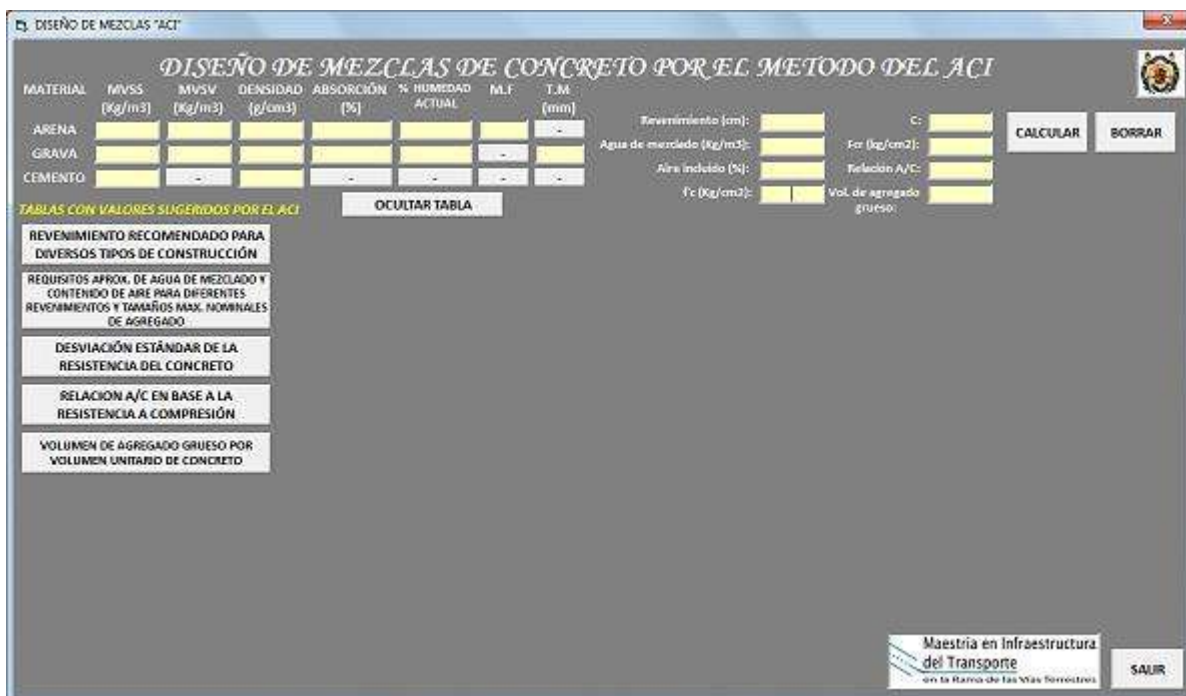 DISEÑO DE MEZCLAS "ACI"
DISEÑO DE MEZCLAS DE CONCRETO POR EL METODO DEL ACI
MATERIAL MVSS (Kg/m3) MVSV (Kg/m3) DENSIDAD (g/cm3) ABSORCIÓN (%) % HUMEDAD ACTUAL M.F T.M (mm)
ARENA -
GRAVA -
CEMENTO - - - - -
Revenimiento (cm): C:
Agua de mezclado (Kg/m3): Fcr (kg/cm2):
Aire incluido (%): Relación A/C:
f'c (Kg/cm2): Vol. de agregado
grueso:
CALCULAR BORRAR
TABLAS CON VALORES SUGERIDOS POR EL ACI
OCULTAR TABLA
REVENIMIENTO RECOMENDADO PARA
DIVERSOS TIPOS DE CONSTRUCCIÓN
REQUISITOS APROX. DE AGUA DE MEZCLADO Y
CONTENIDO DE AIRE PARA DIFERENTES
REVENIMIENTOS Y TAMAÑOS MAX. NOMINALES
DE AGREGADO
DESVIACIÓN ESTÁNDAR DE LA
RESISTENCIA DEL CONCRETO
RELACION A/C EN BASE A LA
RESISTENCIA A COMPRESIÓN
VOLUMEN DE AGREGADO GRUESO POR
VOLUMEN UNITARIO DE CONCRETO
Maestría en Infraestructura
del Transporte
en la Rama de las Vías Terrestres
SALIR